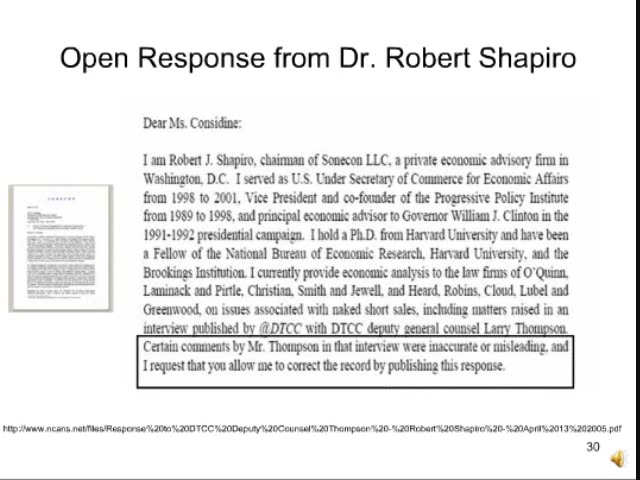 Open Response from Dr. Robert Shapiro
Dear Ms. Considine:
I am Robert J. Shapiro, chairman of Sonecon LLC, a private economic advisory firm in
Washington, D.C. I served as U.S. Under Secretary of Commerce for Economic Affairs
from 1998 to 2001, Vice President and co-founder of the Progressive Policy Institute
from 1989 to 1998, and principal economic advisor to Governor William J. Clinton in the
1991-1992 presidential campaign. I hold a Ph.D. from Harvard University and have been
a Fellow of the National Bureau of Economic Research, Harvard University, and the
Brookings Institution. I currently provide economic analysis to the law firms of O'Quinn,
Laminack and Pirtle, Christian, Smith and Jewell, and Heard, Robins, Cloud, Lubel and
Greenwood, on issues associated with naked short sales, including matters raised in an
interview published by @DTCC with DTCC deputy general counsel Larry Thompson.
Certain comments by Mr. Thompson in that interview were inaccurate or misleading, and
I request that you allow me to correct the record by publishing this response.
http://www.ncans.net/files/Response%20to%20DTCC%20Deputy%20Counsel%20Thompson%20-%20Robert%20Shapiro%20-%20April%2013%202005.pdf
30